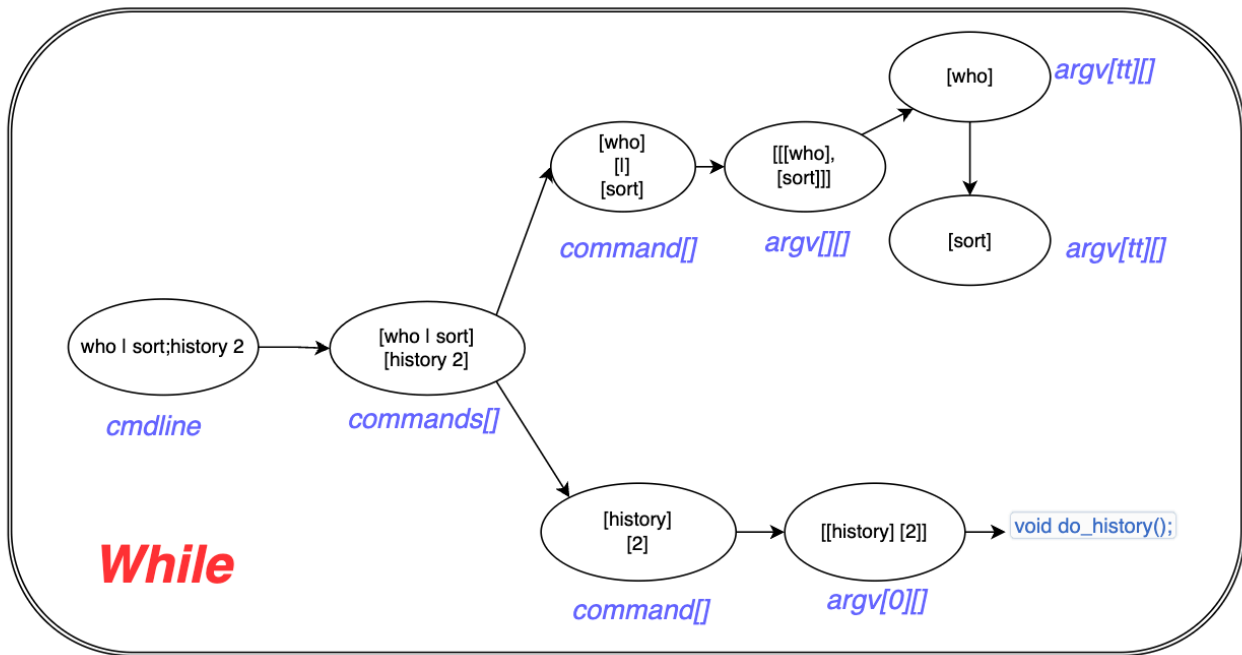 [who]
argv[tt][]
[who]
[|]
[sort]
command[]
[[[who],
[sort]]]
argv[][]
[sort]
argv[tt][]
who | sort;history 2
cmdline
[who | sort]
[history 2]
commands[]
[history]
[2]
command[]
[[history] [2]]
argv[0][]
void do_history();
While